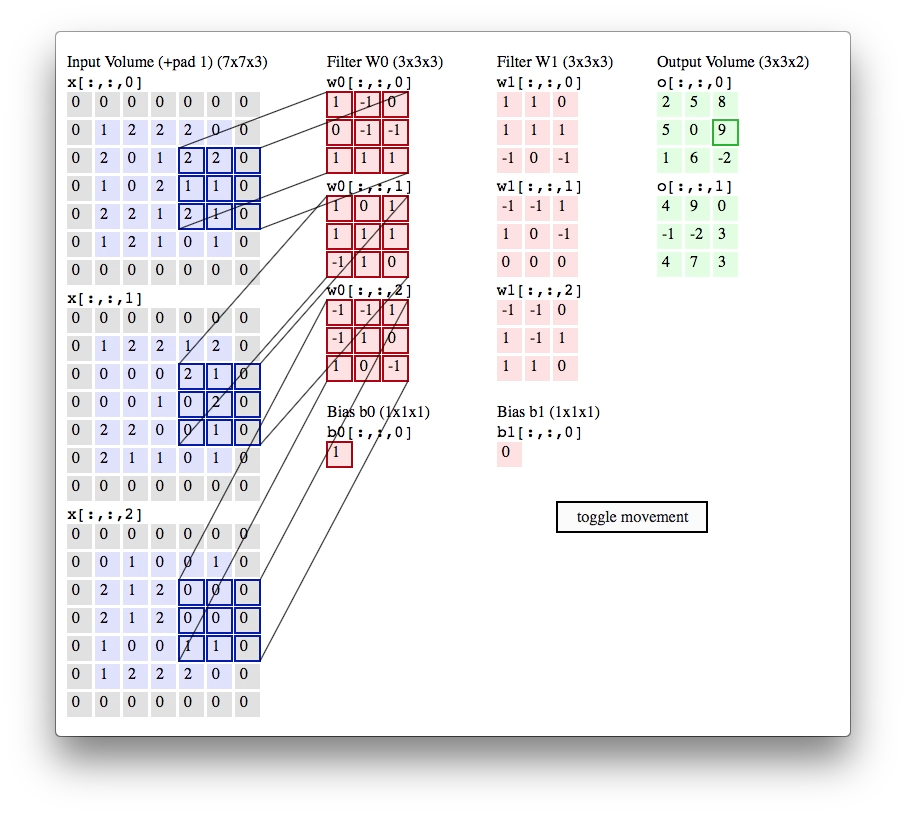 Input Volume (+pad 1) (7x7x3)
x[:,:,0]
0 0 0 0 0 0 0
0 1 2 2 2 0 0
0 2 0 1 2 2 0
0 1 0 2 1 1 0
0 2 2 1 2 1 0
0 1 2 1 0 1 0
0 0 0 0 0 0 0
x[:,:,1]
0 0 0 0 0 0 0
0 1 2 2 1 2 0
0 0 0 0 2 1 0
0 0 0 1 0 2 0
0 2 2 0 0 1 0
0 2 1 1 0 1 0
0 0 0 0 0 0 0
x[:,:,2]
0 0 0 0 0 0 0
0 0 1 0 0 1 0
0 2 1 2 0 0 0
0 2 1 2 0 0 0
0 1 0 0 1 1 0
0 1 2 2 2 0 0
0 0 0 0 0 0 0
Filter W0 (3x3x3)
w0[:,:,0]
1 -1 0
0 -1 -1
1 1 1
w0[:,:,1]
1 0 1
1 1 1
-1 1 0
w0[:,:,2]
-1 -1 1
-1 1 0
1 0 -1
Bias b0 (1x1x1)
b0[:,:,0]
1
Filter W1 (3x3x3)
w1[:,:,0]
1 1 0
1 1 1
-1 0 -1
w1[:,:,1]
-1 -1 1
1 0 -1
0 0 0
w1[:,:,2]
-1 -1 0
1 -1 1
1 1 0
Bias b1 (1x1x1)
b1[:,:,0]
0
Output Volume (3x3x2)
o[:,:,0]
2 5 8
5 0 9
1 6 -2
o[:,:,1]
4 9 0
-1 -2 3
4 7 3
toggle movement